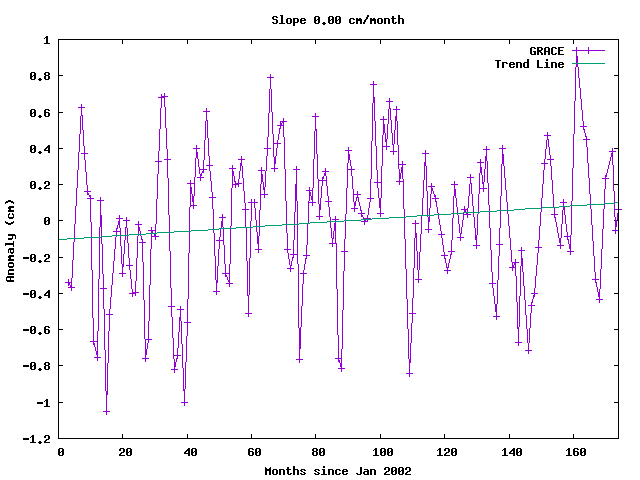 Slope 0.00 cm/month
1
GRACE
Trend Line
0.8
0.6
0.4
0.2
0
-0.2
-0.4
-0.6
-0.8
-1
-1.2
Anomaly (cm)
0 20 40 60 80 100 120 140 160
Months since Jan 2002